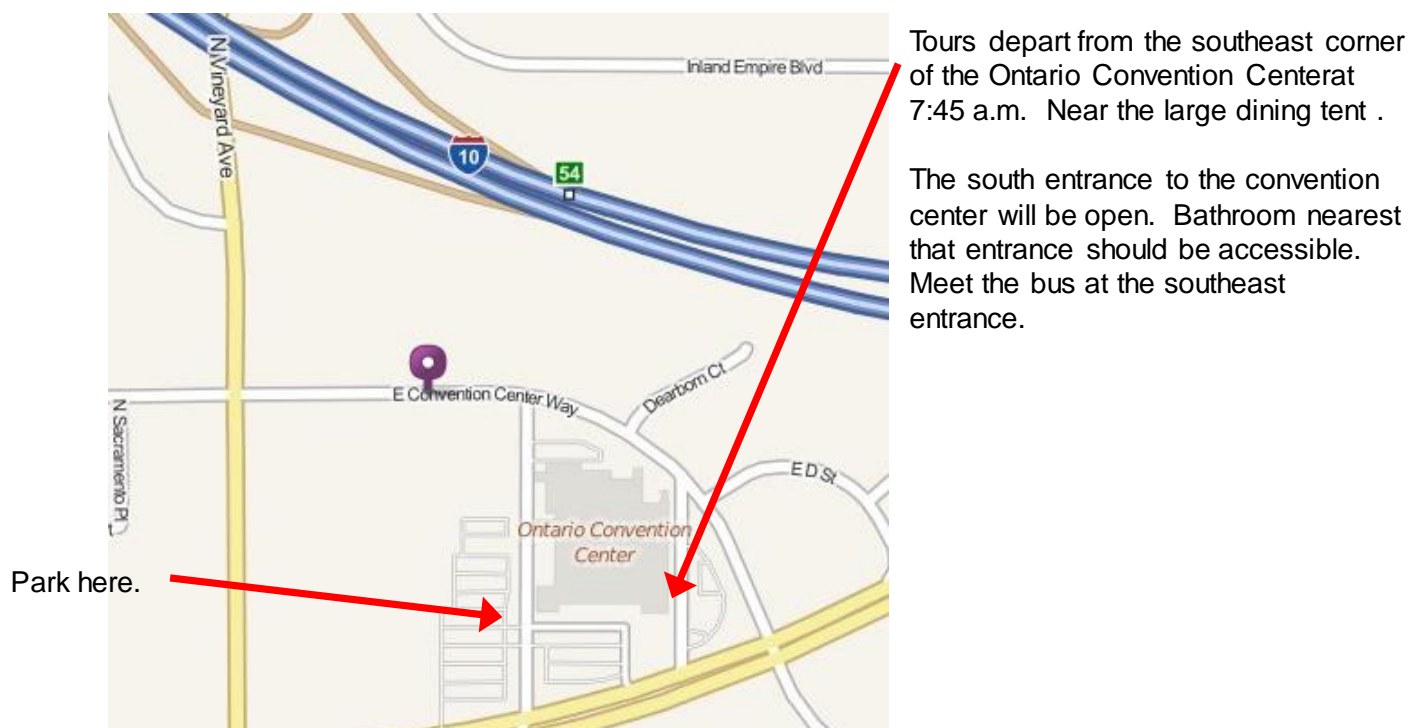 Tours depart from the southeast corner
of the Ontario Convention Centerat
7:45 a.m. Near the large dining tent .
The south entrance to the convention
center will be open. Bathroom nearest
that entrance should be accessible.
Meet the bus at the southeast
entrance.
N Vineyard Ave
Inland Empire Blvd
10
54
E Convention Center Way
Dearborn Ct
N Sacramento Pl
E D St
Ontario Convention
Center
Park here.